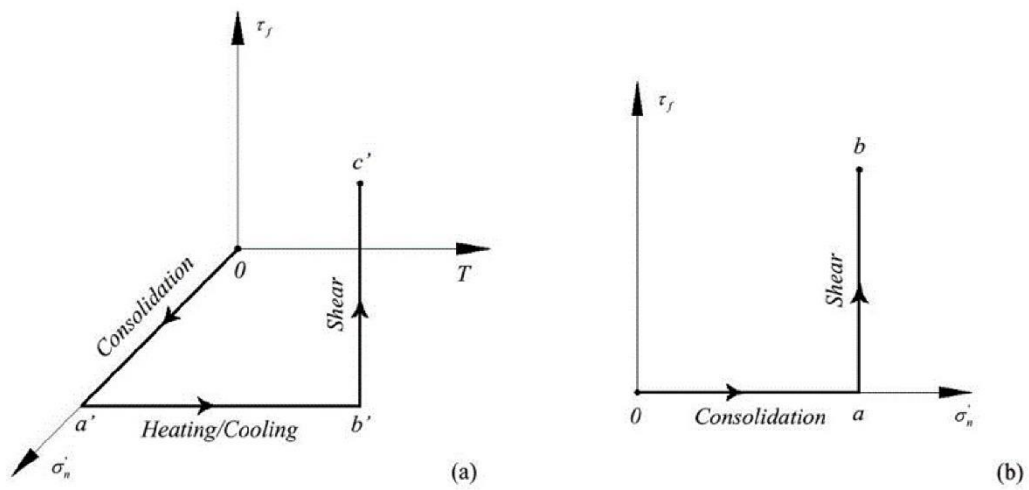 τf
c'
0
T
Consolidation
Shear
a'
Heating/Cooling
b'
σ'n
(a)
τf
b
Shear
0
Consolidation
a
σ'n
(b)